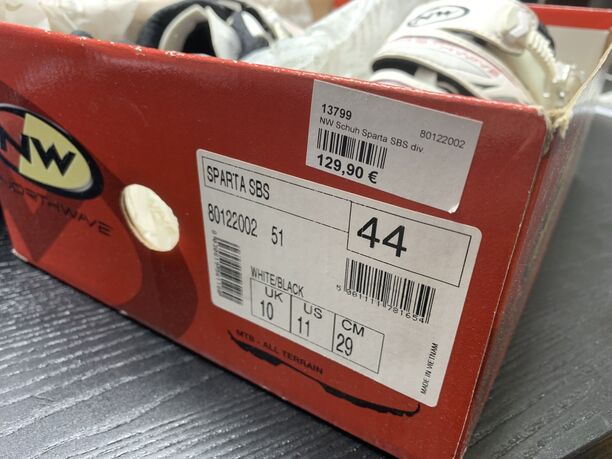 NW
13799
80122002
NW Schuh Sparta SBS div
129,90 €
NW
SPARTA SBS
80122002 51
44
WHITE/BLACK
UK
US
CM
10
11
29
MTB - ALL TERRAIN
MADE IN VIETNAM